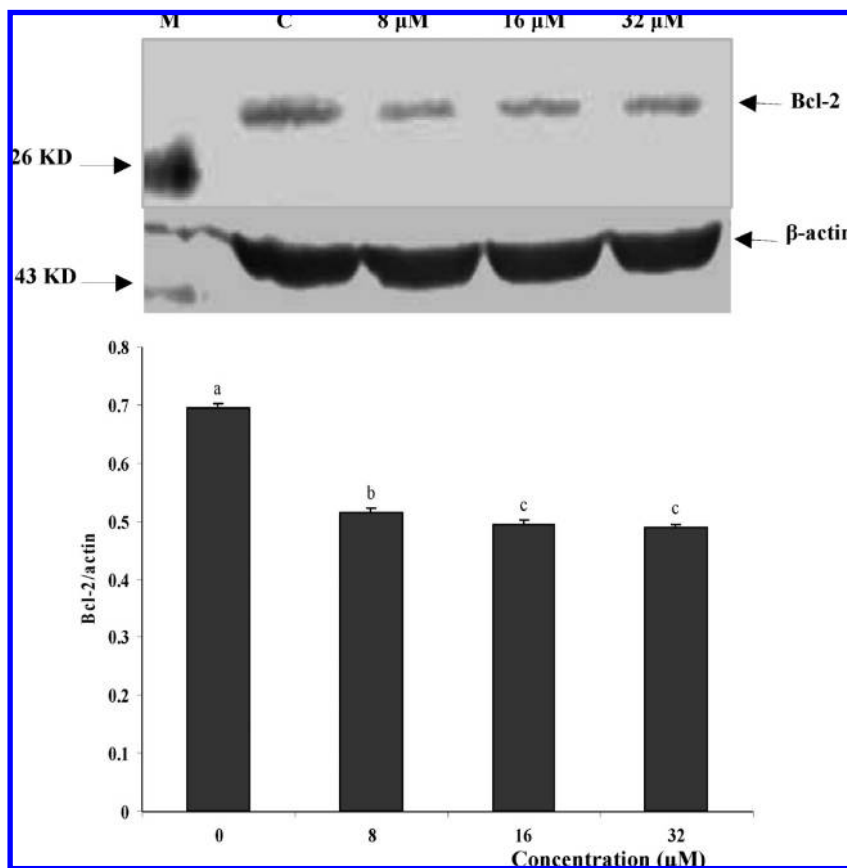 M C 8 µM 16 µM 32 µM
Bcl-2
26 KD
β-actin
43 KD
0.8
0.7
0.6
0.5
0.4
0.3
0.2
0.1
0
Bcl-2/actin
a
b
c
c
0 8 16 32
Concentration (µM)